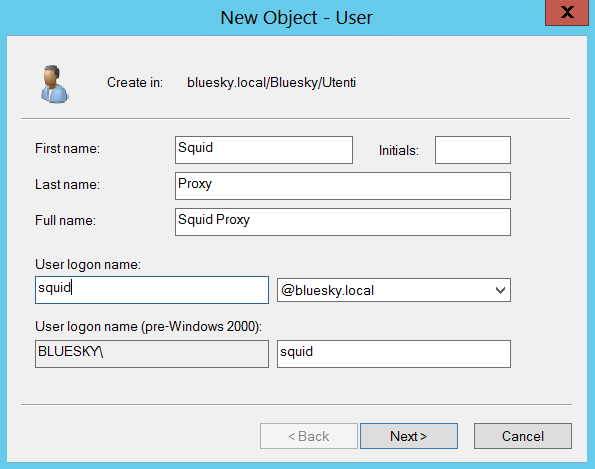 New Object - User
Create in: bluesky.local/Bluesky/Utenti
First name: Squid Initials:
Last name: Proxy
Full name: Squid Proxy
User logon name:
squid @bluesky.local
User logon name (pre-Windows 2000):
BLUESKY\ squid
< Back Next > Cancel